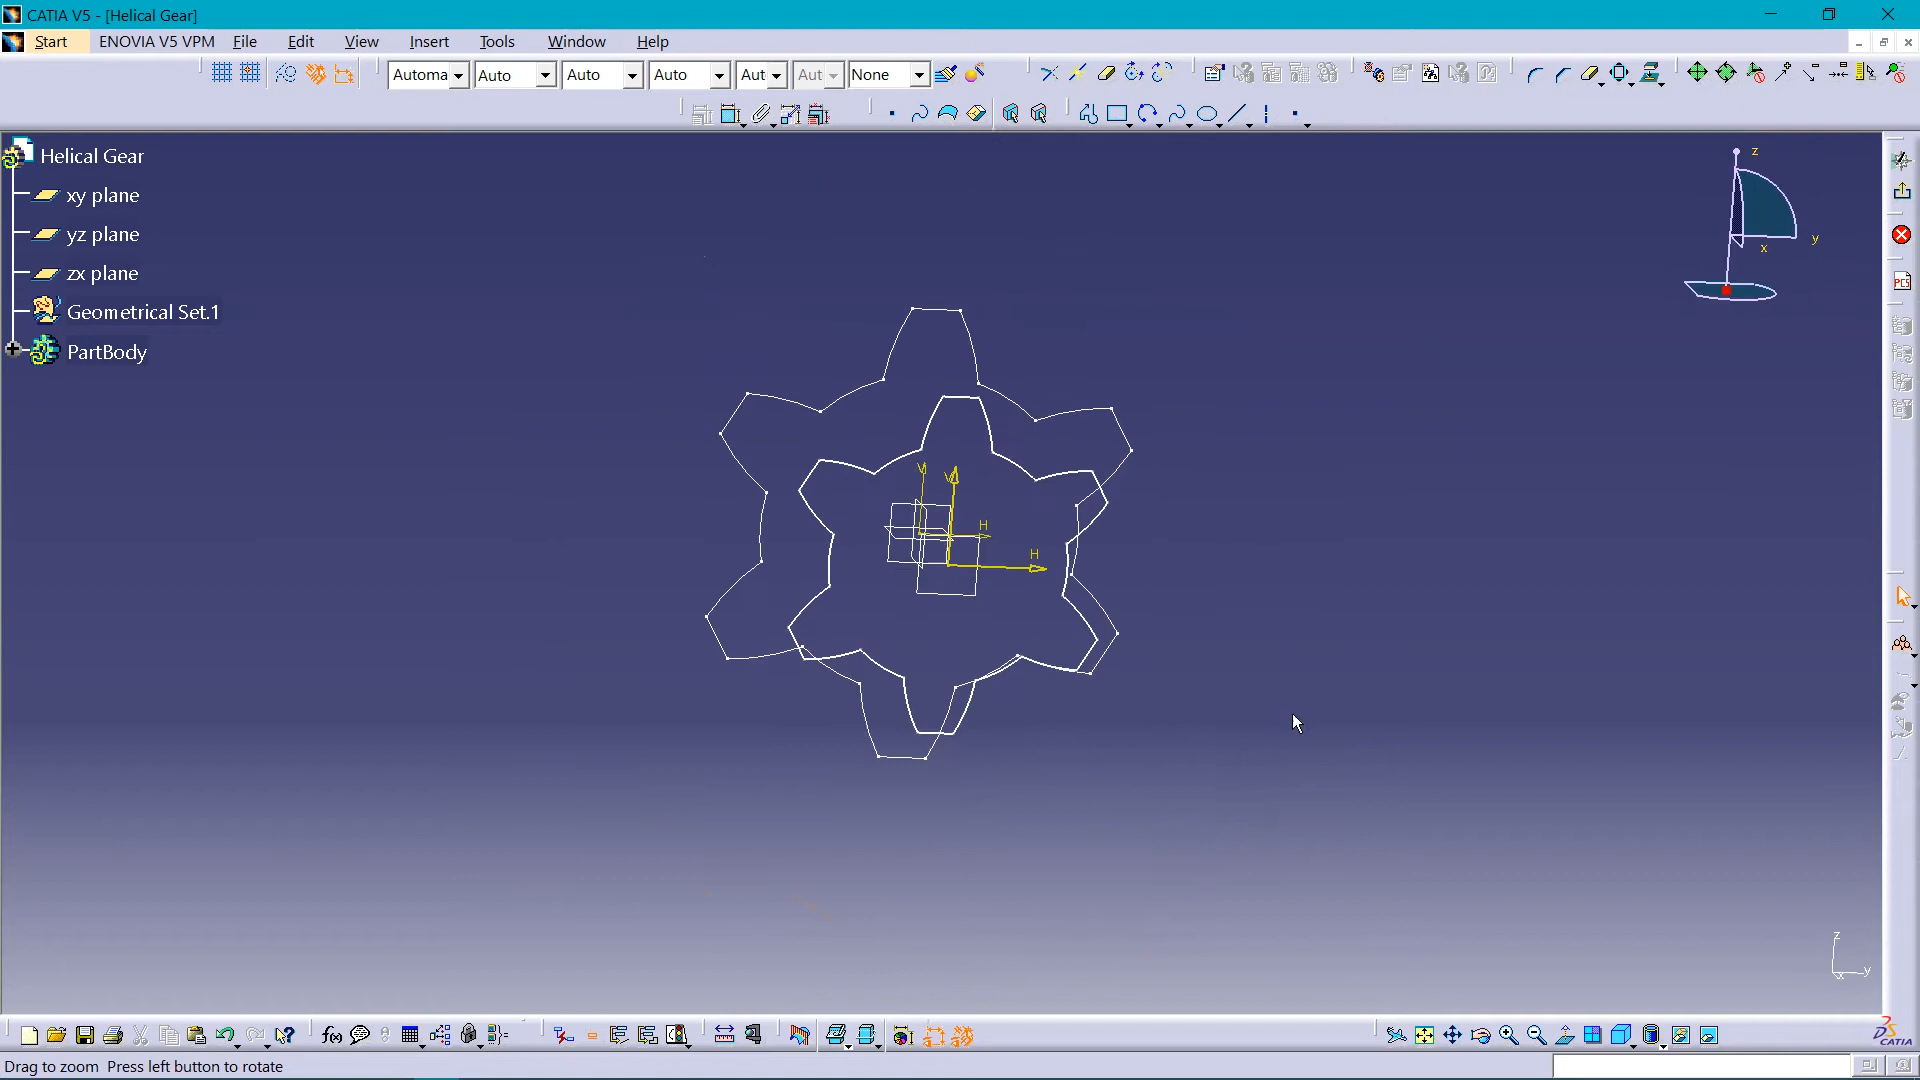 CATIA V5 - [Helical Gear]
Start ENOVIA V5 VPM File Edit View Insert Tools Window Help
Automa Auto Auto Auto Aut Aut None
Helical Gear
xy plane
yz plane
zx plane
Geometrical Set.1
PartBody
z
y
x
V
V
H
H
PCS
z
y
x
f(x)
CATIA
Drag to zoom Press left button to rotate